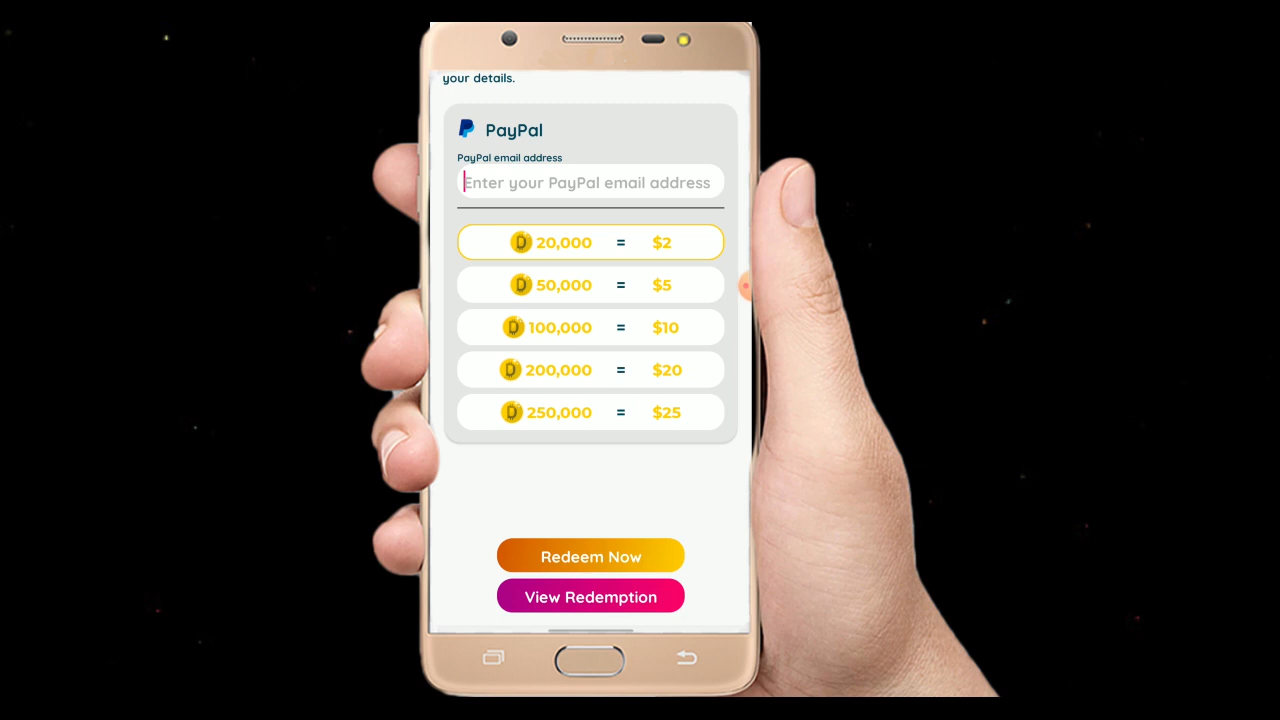 your details.
PayPal
PayPal email address
Enter your PayPal email address
20,000 = $2
50,000 = $5
100,000 = $10
200,000 = $20
250,000 = $25
Redeem Now
View Redemption